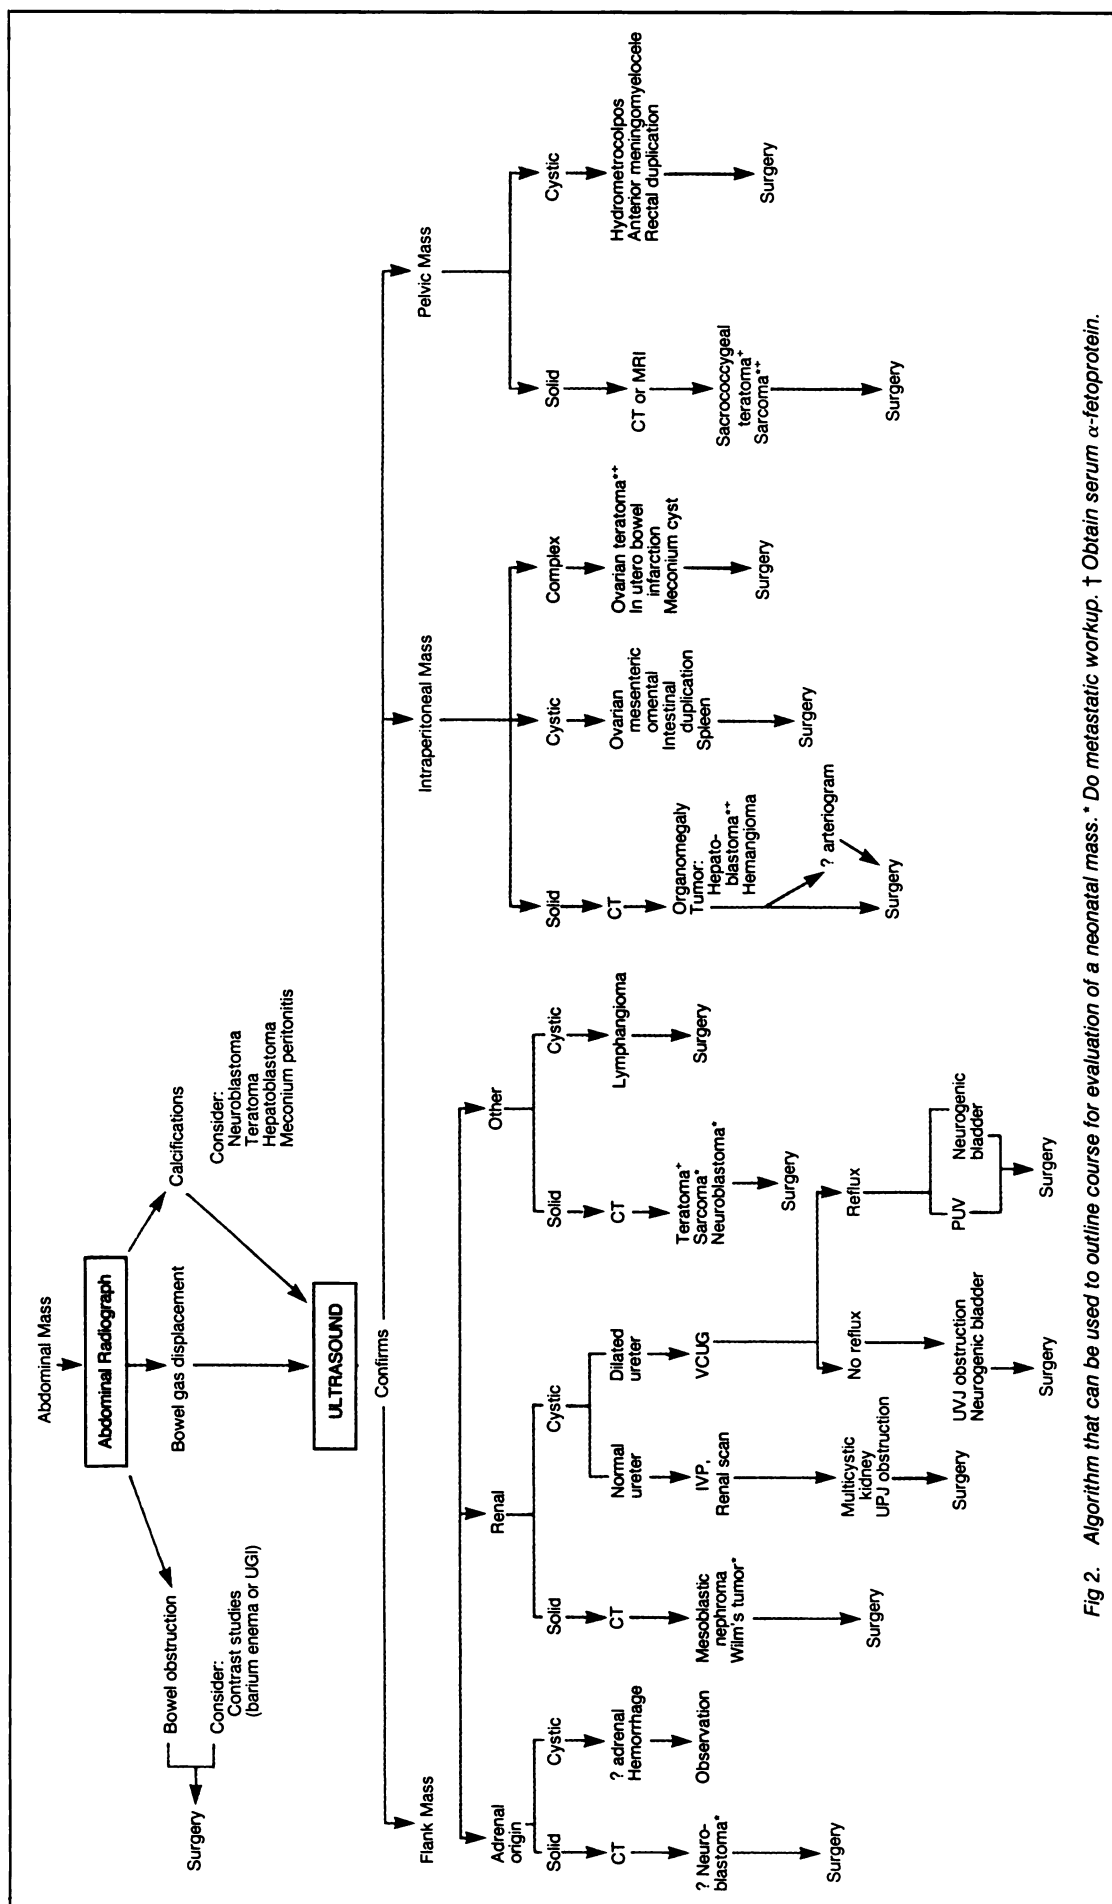 Abdominal Mass
Abdominal Radiograph
Bowel obstruction
Consider:
Contrast studies
(barium enema or UGI)
Surgery
Bowel gas displacement
Calcifications
Consider:
Neuroblastoma
Teratoma
Hepatoblastoma
Meconium peritonitis
ULTRASOUND
Confirms
Flank Mass
Adrenal
origin
Solid
CT
? Neuro-
blastoma*
Surgery
Cystic
? adrenal
Hemorrhage
Observation
Renal
Solid
CT
Mesoblastic
nephroma
Wilm's tumor*
Surgery
Cystic
Normal
ureter
IVP,
Renal scan
Multicystic
kidney
UPJ obstruction
Surgery
Dilated
ureter
VCUG
No reflux
UVJ obstruction
Neurogenic bladder
Surgery
Reflux
PUV
Neurogenic
bladder
Surgery
Other
Solid
CT
Teratoma+
Sarcoma*
Neuroblastoma*
Surgery
Cystic
Lymphangioma
Surgery
Intraperitoneal Mass
Solid
CT
Organomegaly
Tumor:
Hepato-
blastoma*+
Hemangioma
? arteriogram
Surgery
Cystic
Ovarian
mesenteric
omental
Intestinal
duplication
Spleen
Surgery
Complex
Ovarian teratoma*+
In utero bowel
infarction
Meconium cyst
Surgery
Pelvic Mass
Solid
CT or MRI
Sacrococcygeal
teratoma+
Sarcoma*+
Surgery
Cystic
Hydrometrocolpos
Anterior meningomyelocele
Rectal duplication
Surgery
Fig 2. Algorithm that can be used to outline course for evaluation of a neonatal mass. * Do metastatic workup. † Obtain serum α-fetoprotein.